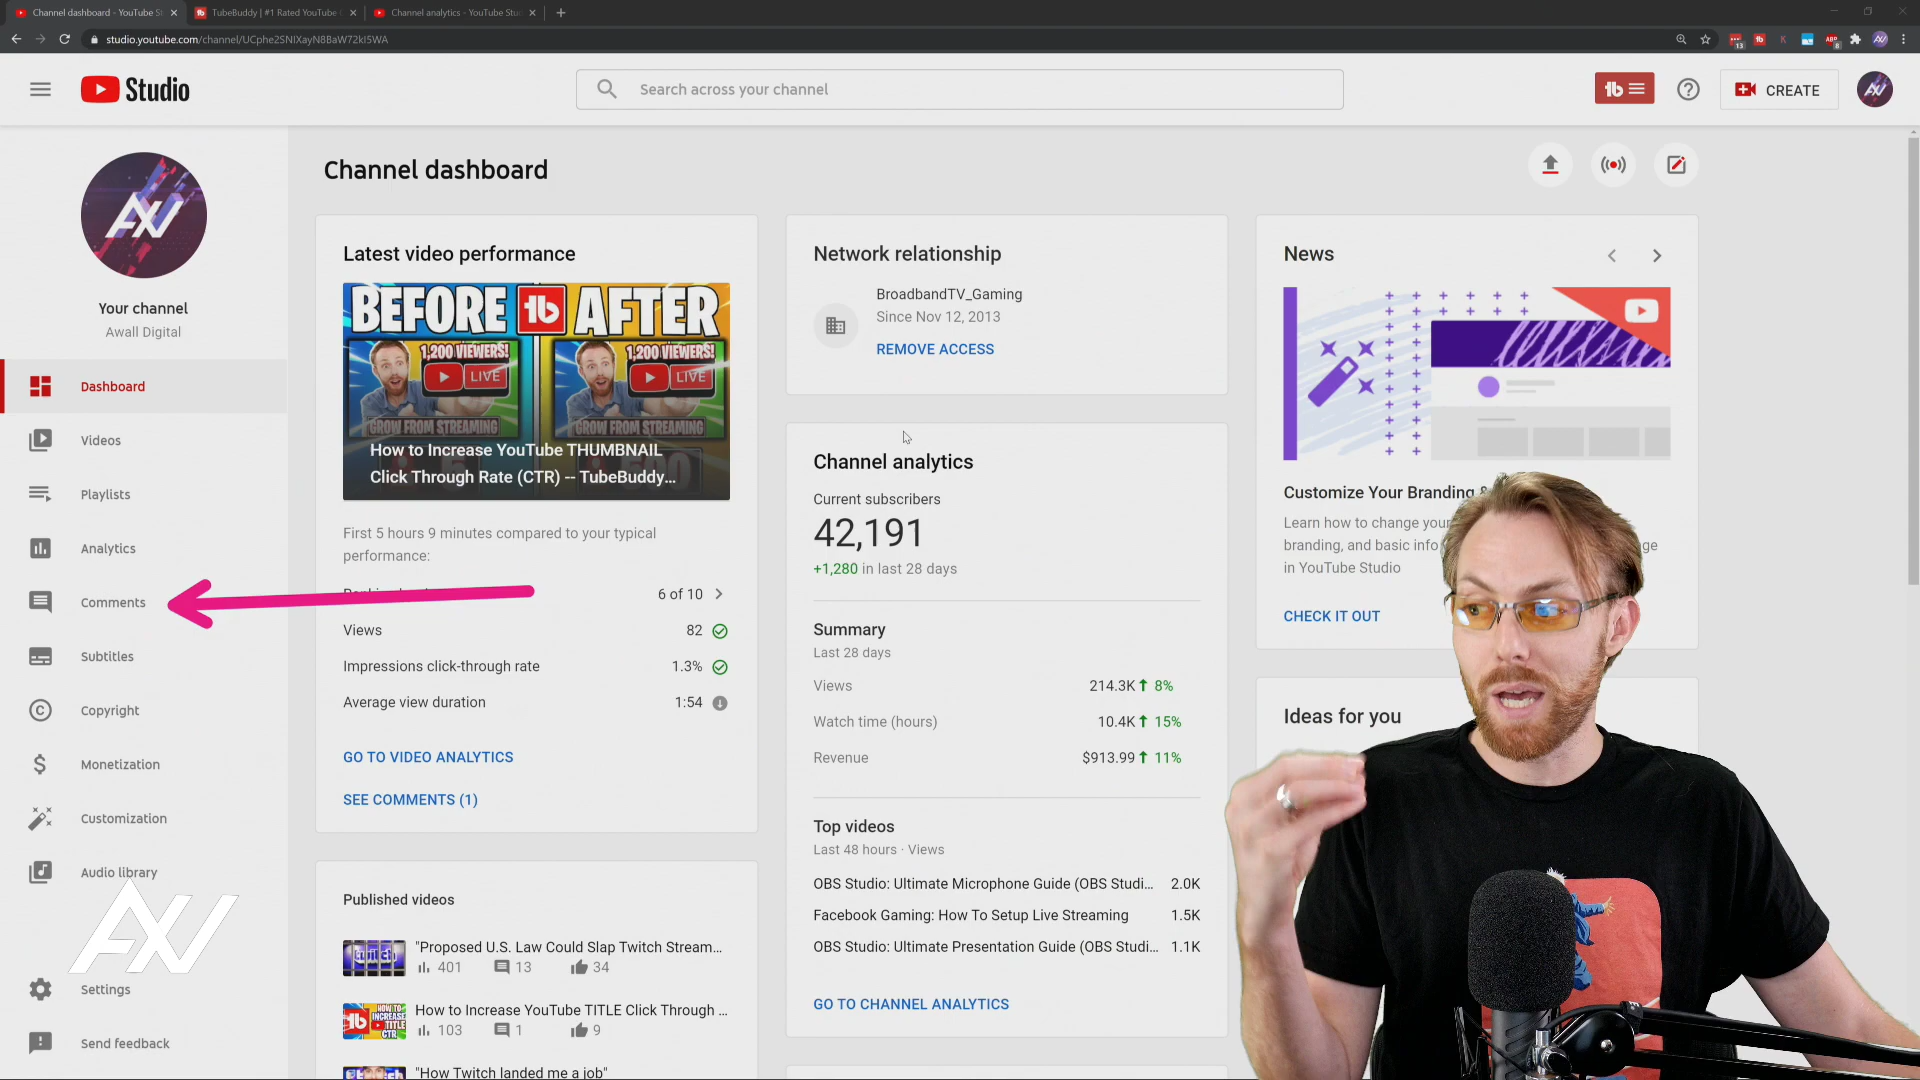 Channel dashboard - YouTube St
TubeBuddy | #1 Rated YouTube C
Channel analytics - YouTube Stud
studio.youtube.com/channel/UCphe2SNIXayN8BaW72kI5WA
13
8
Studio
Search across your channel
CREATE
Your channel
Awall Digital
Dashboard
Videos
Playlists
Analytics
Comments
Subtitles
Copyright
Monetization
Customization
Audio library
Settings
Send feedback
Channel dashboard
Latest video performance
BEFORE tb AFTER
1,200 VIEWERS!
LIVE
GROW FROM STREAMING
1,200 VIEWERS!
LIVE
GROW FROM STREAMING
How to Increase YouTube THUMBNAIL
Click Through Rate (CTR) -- TubeBuddy...
First 5 hours 9 minutes compared to your typical
performance:
6 of 10
Views 82
Impressions click-through rate 1.3%
Average view duration 1:54
GO TO VIDEO ANALYTICS
SEE COMMENTS (1)
Published videos
"Proposed U.S. Law Could Slap Twitch Stream...
401 13 34
How to Increase YouTube TITLE Click Through ...
103 1 9
"How Twitch landed me a job"
Network relationship
BroadbandTV_Gaming
Since Nov 12, 2013
REMOVE ACCESS
Channel analytics
Current subscribers
42,191
+1,280 in last 28 days
Summary
Last 28 days
Views 214.3K 8%
Watch time (hours) 10.4K 15%
Revenue $913.99 11%
Top videos
Last 48 hours · Views
OBS Studio: Ultimate Microphone Guide (OBS Studi... 2.0K
Facebook Gaming: How To Setup Live Streaming 1.5K
OBS Studio: Ultimate Presentation Guide (OBS Studi... 1.1K
GO TO CHANNEL ANALYTICS
News
Customize Your Branding &
Learn how to change your
branding, and basic info ge
in YouTube Studio
CHECK IT OUT
Ideas for you